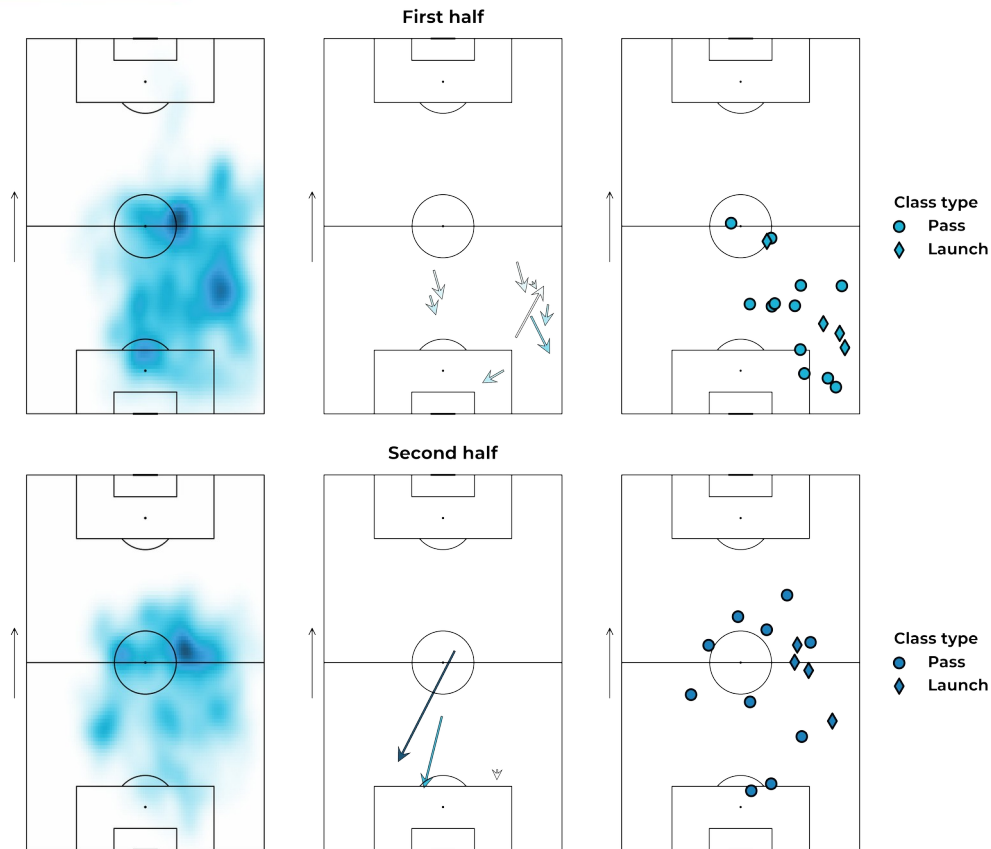 First half
Class type
Pass
Launch
Second half
Class type
Pass
Launch